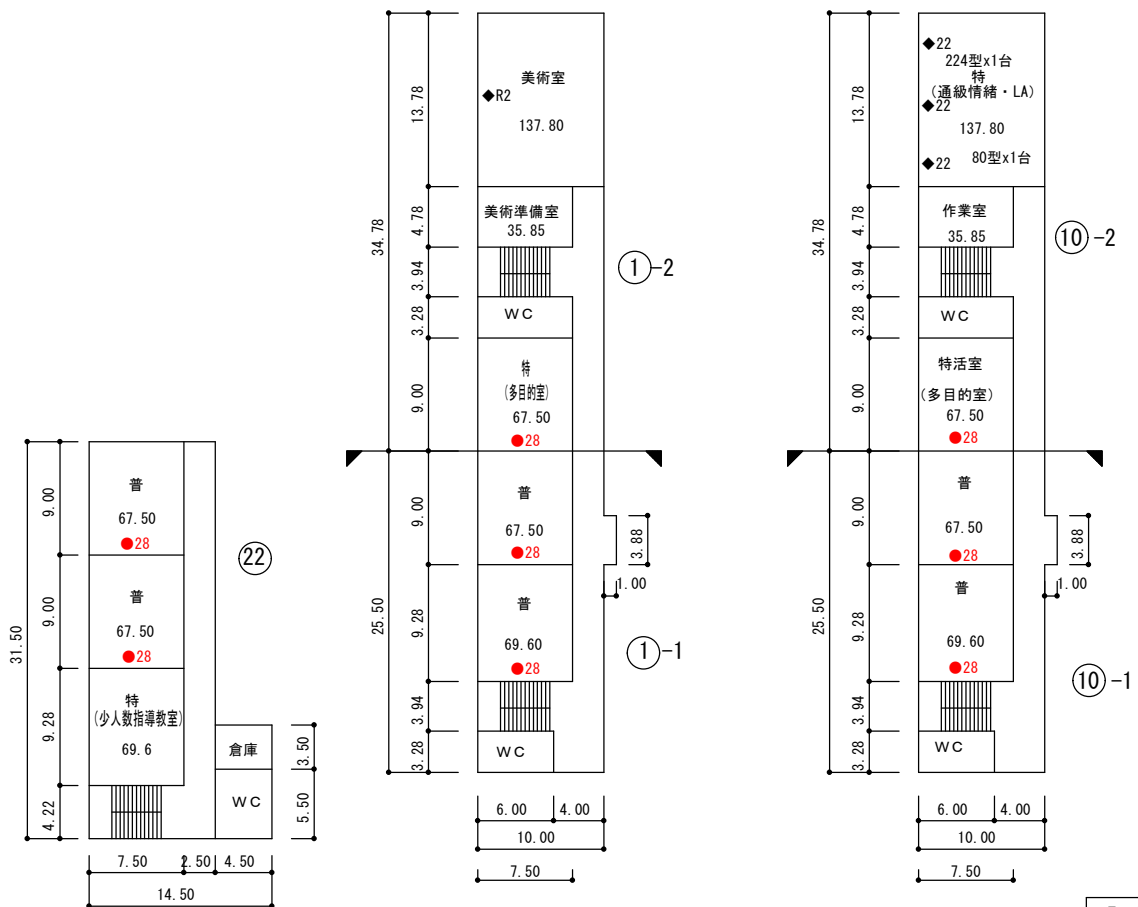 美術室
◆R2
137.80
美術準備室
35.85
WC
特
(多目的室)
67.50
●28
普
67.50
●28
普
69.60
●28
WC
①-2
①-1
13.78
4.78
3.94
3.28
9.00
34.78
9.00
9.28
3.94
3.28
25.50
3.88
1.00
6.00
4.00
10.00
7.50
◆22
224型x1台
特
(通級情緒・LA)
◆22
137.80
80型x1台
◆22
作業室
35.85
WC
特活室
(多目的室)
67.50
●28
普
67.50
●28
普
69.60
●28
WC
⑩-2
⑩-1
13.78
4.78
3.94
3.28
9.00
34.78
9.00
9.28
3.94
3.28
25.50
3.88
1.00
6.00
4.00
10.00
7.50
普
67.50
●28
普
67.50
●28
特
(少人数指導教室)
69.6
倉庫
WC
㉒
9.00
9.00
9.28
4.22
31.50
3.50
5.50
7.50
2.50
4.50
14.50